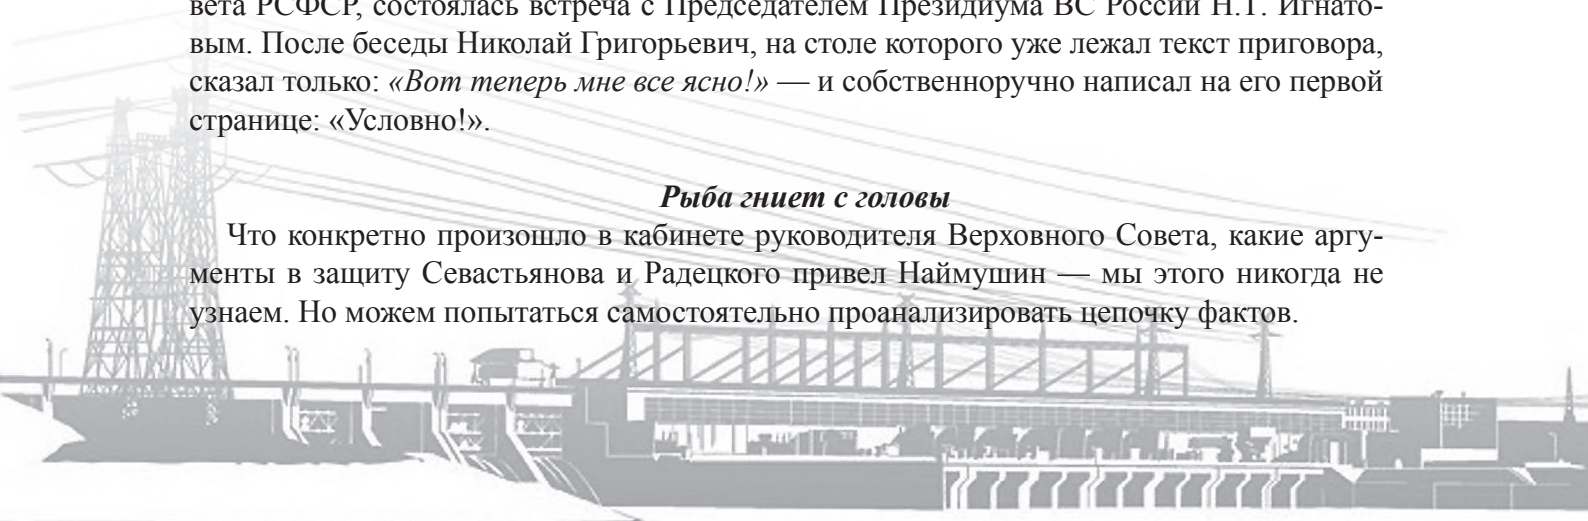 вета РСФСР, состоялась встреча с Председателем Президиума ВС России Н.Г. Игнато-
вым. После беседы Николай Григорьевич, на столе которого уже лежал текст приговора,
сказал только: «Вот теперь мне все ясно!» — и собственноручно написал на его первой
странице: «Условно!».
Рыба гниет с головы
Что конкретно произошло в кабинете руководителя Верховного Совета, какие аргу-
менты в защиту Севастьянова и Радецкого привел Наймушин — мы этого никогда не
узнаем. Но можем попытаться самостоятельно проанализировать цепочку фактов.